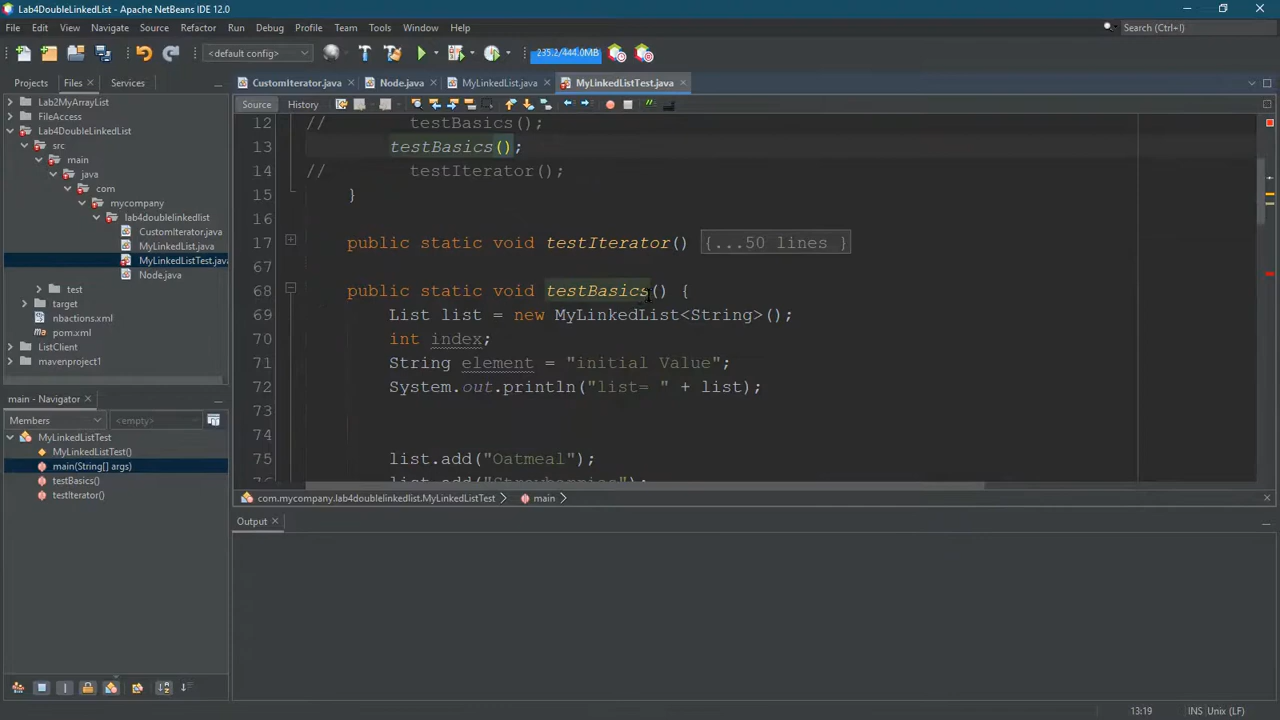 Lab4DoubleLinkedList - Apache NetBeans IDE 12.0
File Edit View Navigate Source Refactor Run Debug Profile Team Tools Window Help
Search (Ctrl+I)
<default config>
235.2/444.0MB
Projects Files Services
CustomIterator.java Node.java MyLinkedList.java MyLinkedListTest.java
Source History
Lab2MyArrayList
FileAccess
Lab4DoubleLinkedList
src
main
java
com
mycompany
lab4doublelinkedlist
CustomIterator.java
MyLinkedList.java
MyLinkedListTest.java
Node.java
test
target
nbactions.xml
pom.xml
ListClient
mavenproject1
12 // testBasics();
13 testBasics();
14 // testIterator();
15 }
16
17 public static void testIterator() {...50 lines }
67
68 public static void testBasics() {
69 List list = new MyLinkedList<String>();
70 int index;
71 String element = "initial Value";
72 System.out.println("list= " + list);
73
74
75 list.add("Oatmeal");
76 list.add("Strawberries");
main - Navigator
Members <empty>
MyLinkedListTest
MyLinkedListTest()
main(String[] args)
testBasics()
testIterator()
com.mycompany.lab4doublelinkedlist.MyLinkedListTest main
Output
13:19 INS Unix (LF)